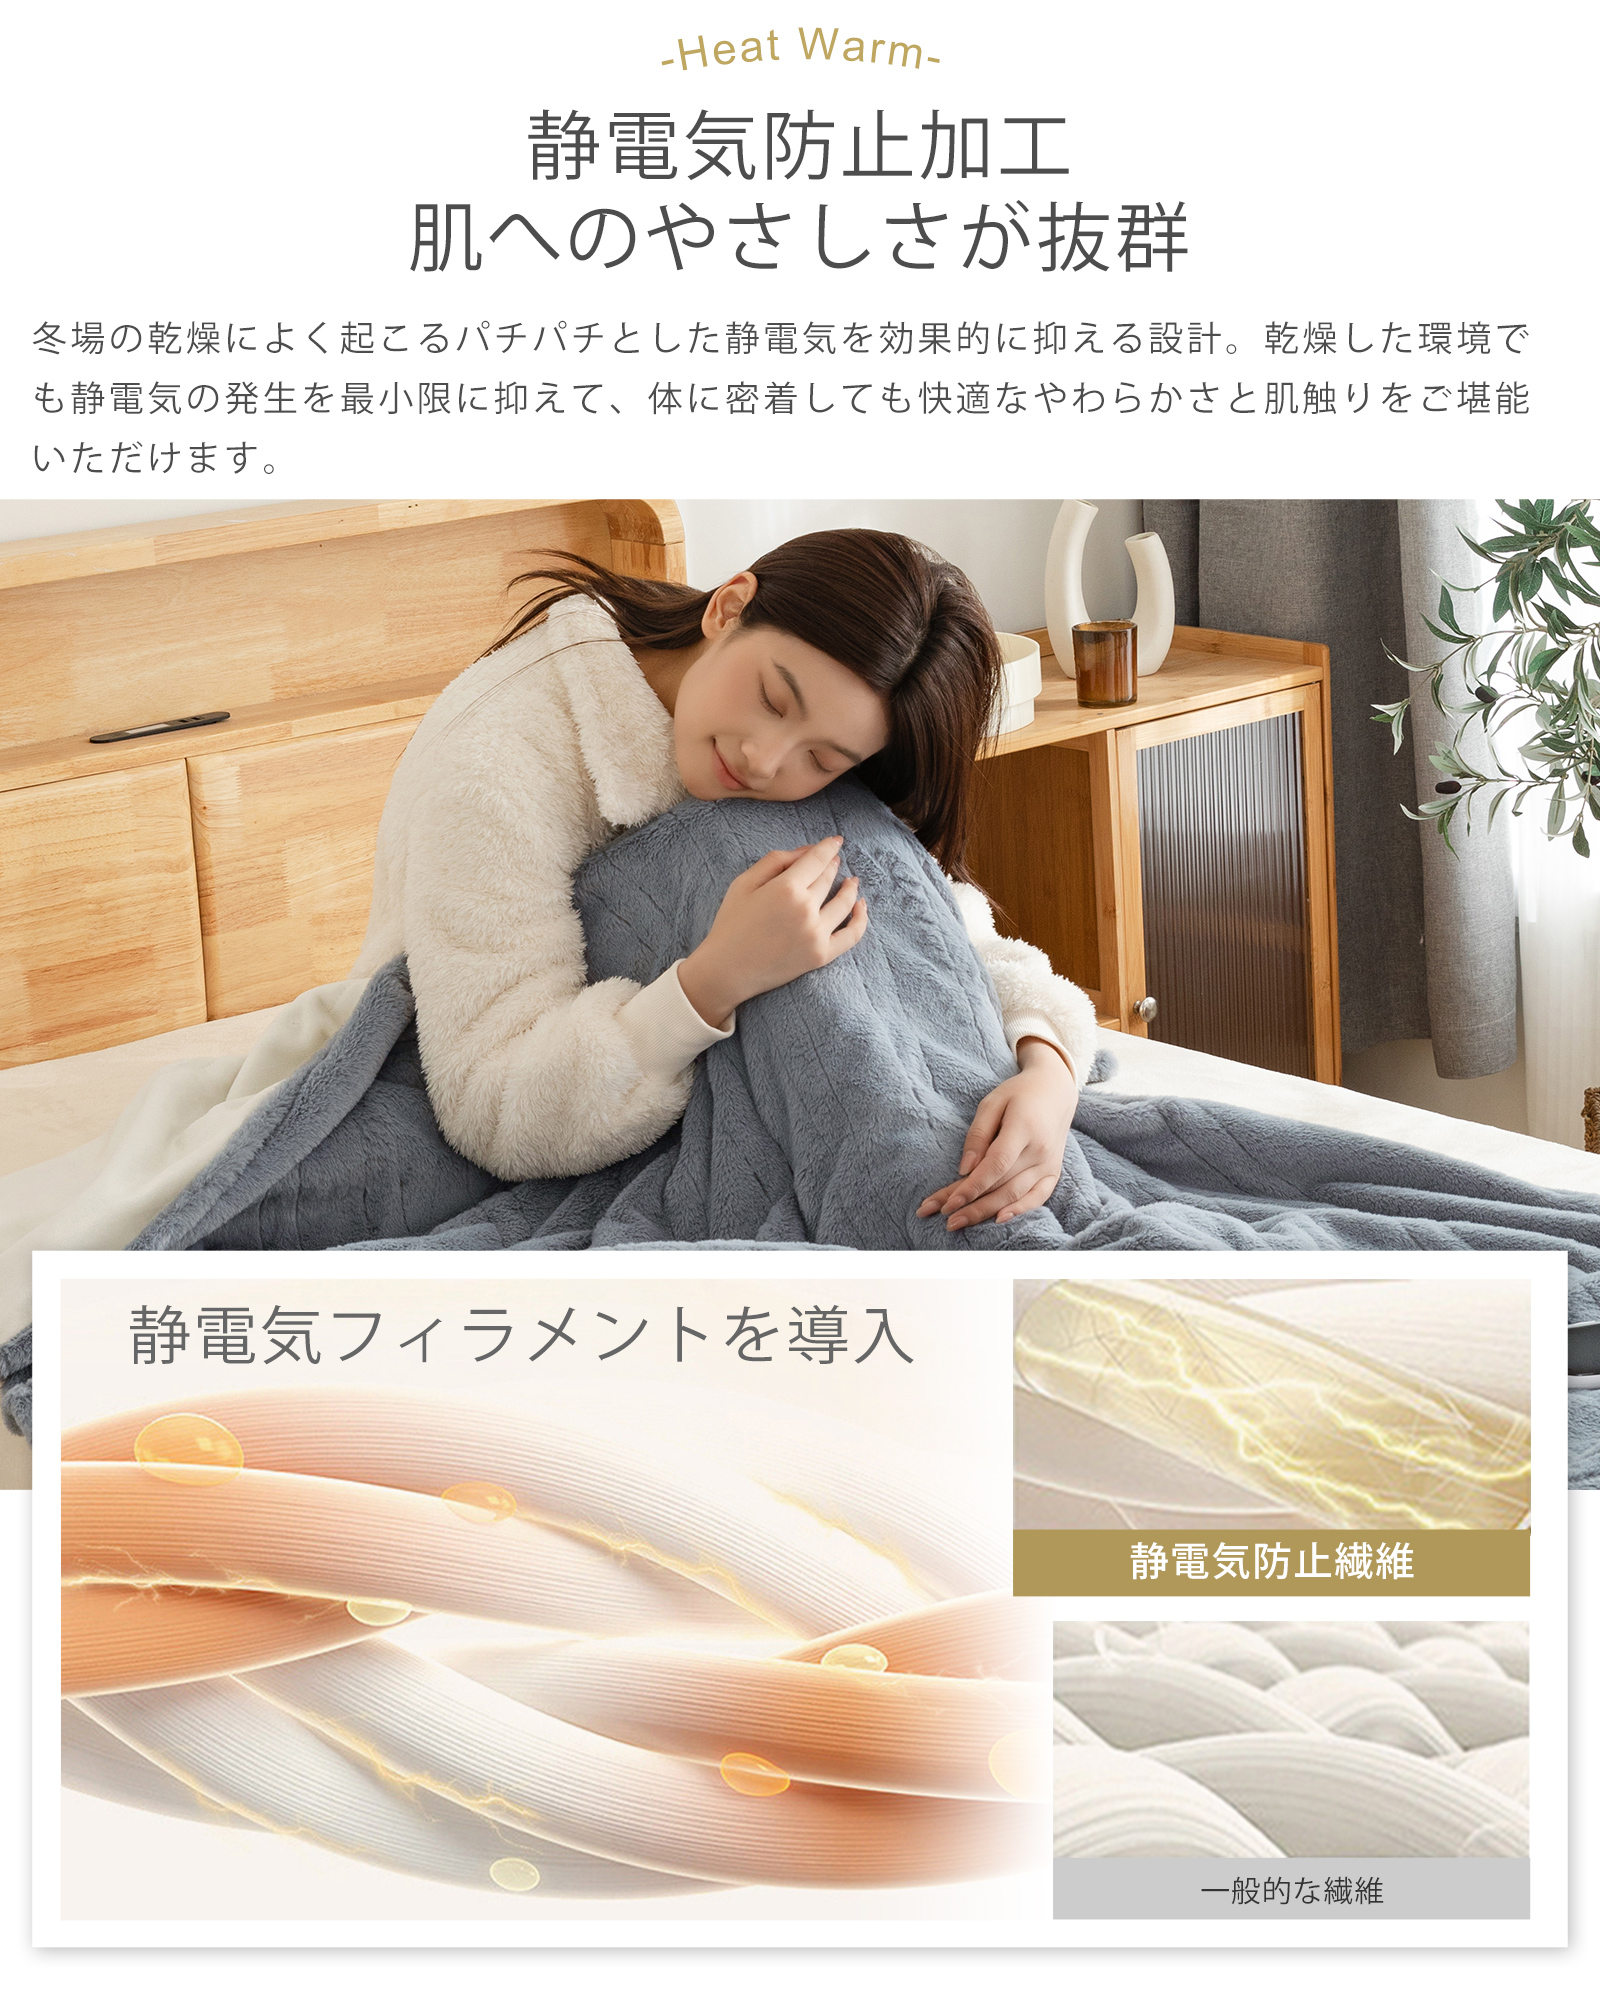 -Heat Warm-
静電気防止加工
肌へのやさしさが抜群
冬場の乾燥によく起こるパチパチとした静電気を効果的に抑える設計。乾燥した環境で
も静電気の発生を最小限に抑えて、体に密着しても快適なやわらかさと肌触りをご堪能
いただけます。
静電気フィラメントを導入
静電気防止繊維
一般的な繊維